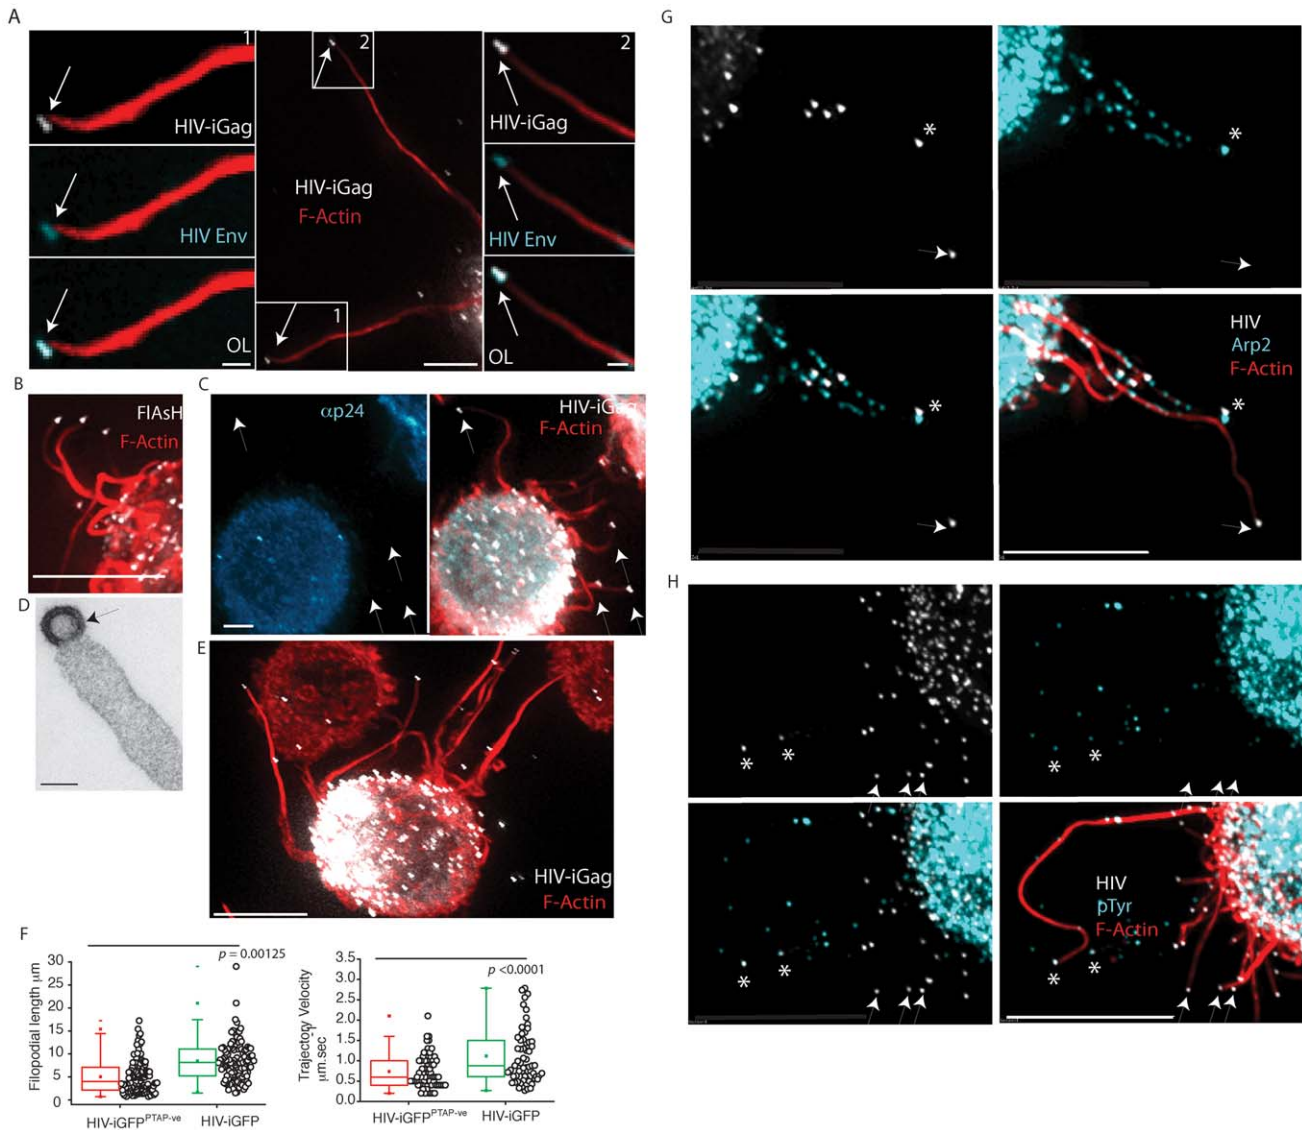 A
1
HIV-iGag
HIV Env
OL
2
HIV-iGag
F-Actin
1
2
HIV-iGag
HIV Env
OL
B
FlAsH
F-Actin
C
αp24
HIV-iGag
F-Actin
D
E
HIV-iGag
F-Actin
F
p = 0.00125
Filopodial length μm
30
25
20
15
10
5
0
HIV-iGFP^PTAP-ve
HIV-iGFP
p <0.0001
Trajectory Velocity
μm.sec
3.5
3.0
2.5
2.0
1.5
1.0
0.5
0.0
HIV-iGFP^PTAP-ve
HIV-iGFP
G
*
*
*
HIV
Arp2
F-Actin
*
H
* *
* *
* *
HIV
pTyr
F-Actin
* *